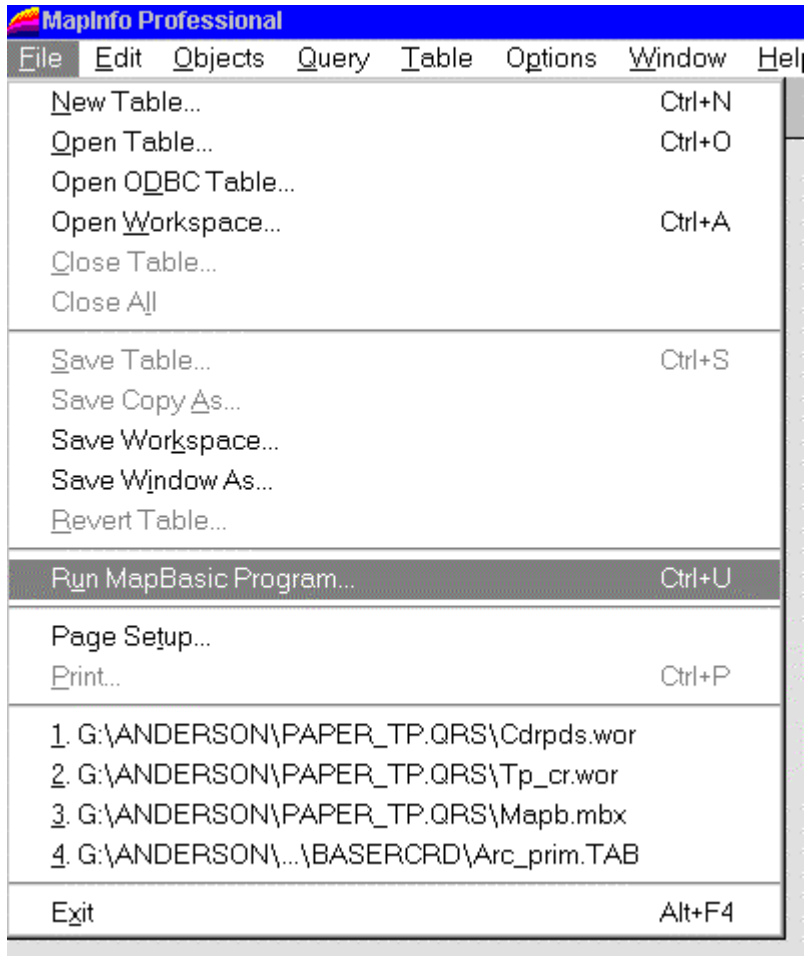 MapInfo Professional
File Edit Objects Query Table Options Window Hel
New Table... Ctrl+N
Open Table... Ctrl+O
Open ODBC Table...
Open Workspace... Ctrl+A
Close Table...
Close All
Save Table... Ctrl+S
Save Copy As...
Save Workspace...
Save Window As...
Revert Table...
Run MapBasic Program... Ctrl+U
Page Setup...
Print... Ctrl+P
1. G:\ANDERSON\PAPER_TP.QRS\Cdrpds.wor
2. G:\ANDERSON\PAPER_TP.QRS\Tp_cr.wor
3. G:\ANDERSON\PAPER_TP.QRS\Mapb.mbx
4. G:\ANDERSON\...\BASERCRD\Arc_prim.TAB
Exit Alt+F4